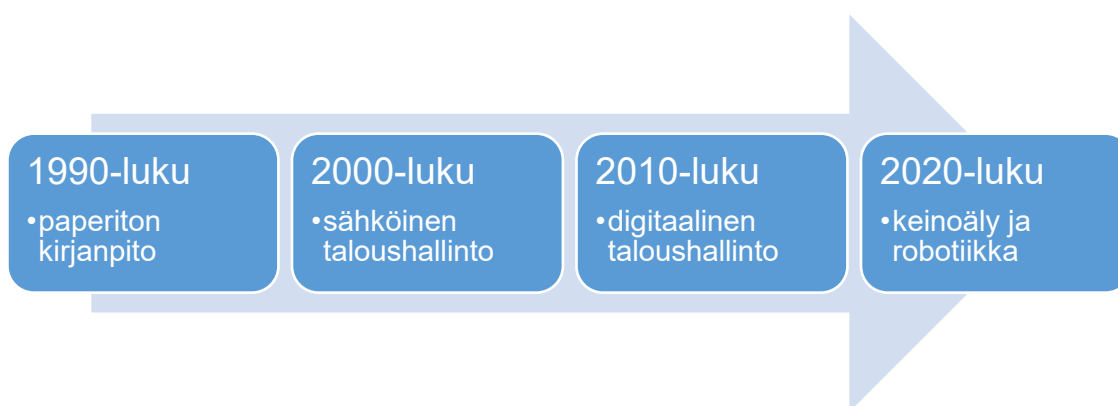 1990-luku
•paperiton
kirjanpito
2000-luku
•sähköinen
taloushallinto
2010-luku
•digitaalinen
taloushallinto
2020-luku
•keinoäly ja
robotiikka